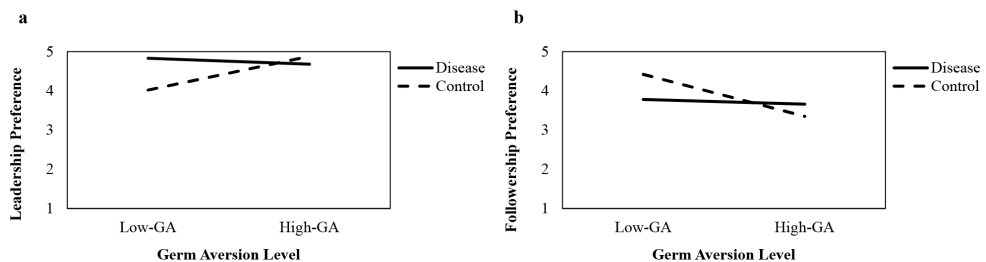 a
Leadership Preference
5
4
3
2
1
Low-GA
High-GA
Germ Aversion Level
Disease
Control
b
Followership Preference
5
4
3
2
1
Low-GA
High-GA
Germ Aversion Level
Disease
Control